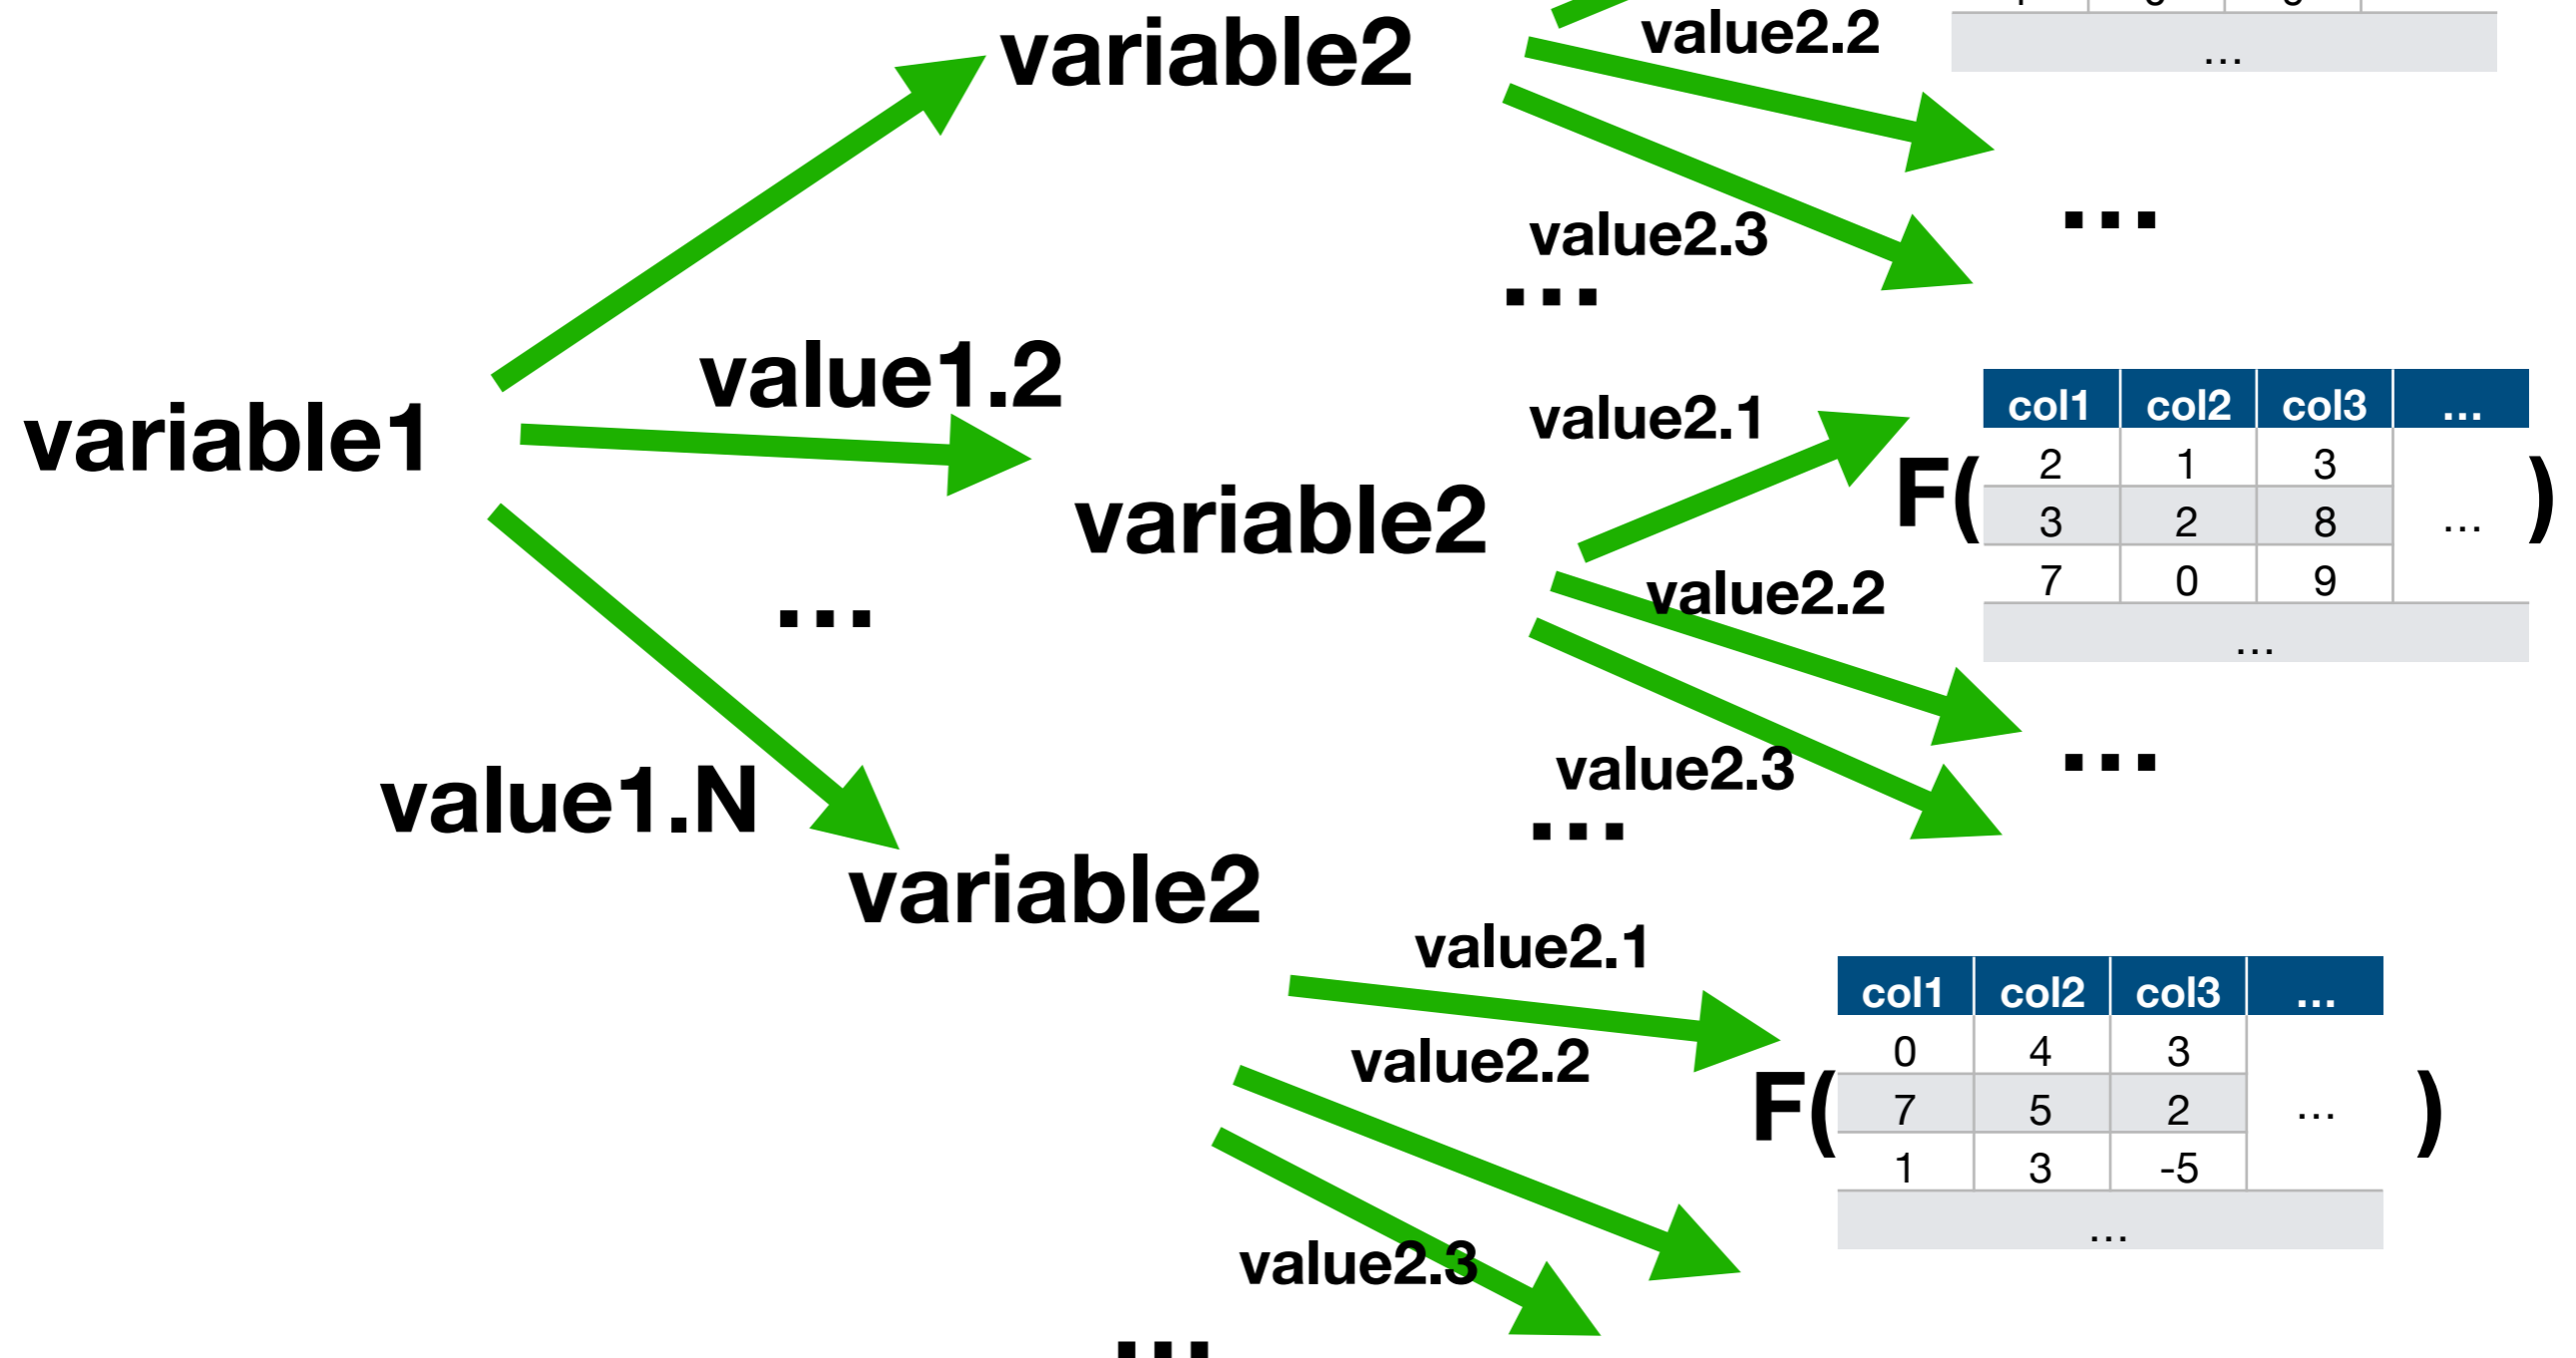 variable2
value2.2
...
...
value2.3
...
value1.2
variable1
...
value1.N
variable2
value2.1
value2.2
...
value2.3
...
F(
col1 col2 col3 ...
2 1 3
3 2 8 ...
7 0 9
...
)
variable2
value2.1
value2.2
value2.3
...
F(
col1 col2 col3 ...
0 4 3
7 5 2 ...
1 3 -5
...
)